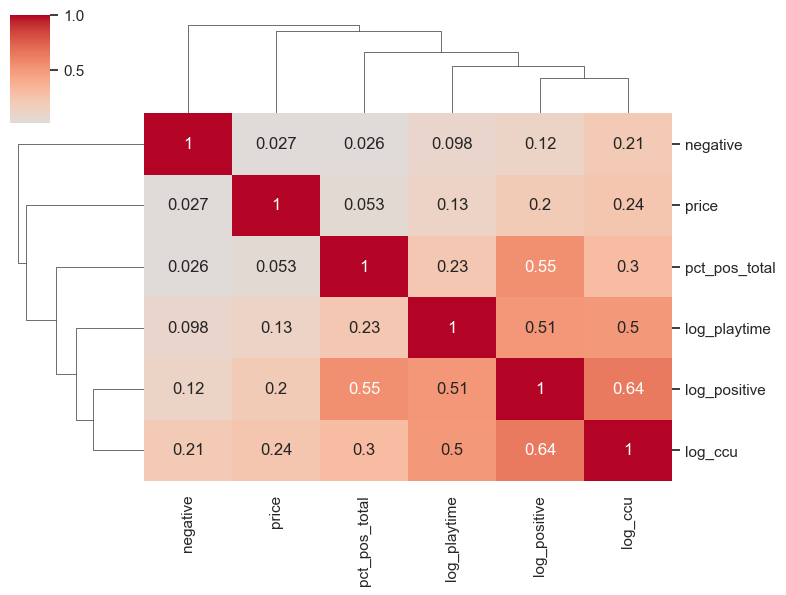 1.0
0.5
1 0.027 0.026 0.098 0.12 0.21 negative
0.027 1 0.053 0.13 0.2 0.24 price
0.026 0.053 1 0.23 0.55 0.3 pct_pos_total
0.098 0.13 0.23 1 0.51 0.5 log_playtime
0.12 0.2 0.55 0.51 1 0.64 log_positive
0.21 0.24 0.3 0.5 0.64 1 log_ccu
negative price pct_pos_total log_playtime log_positive log_ccu